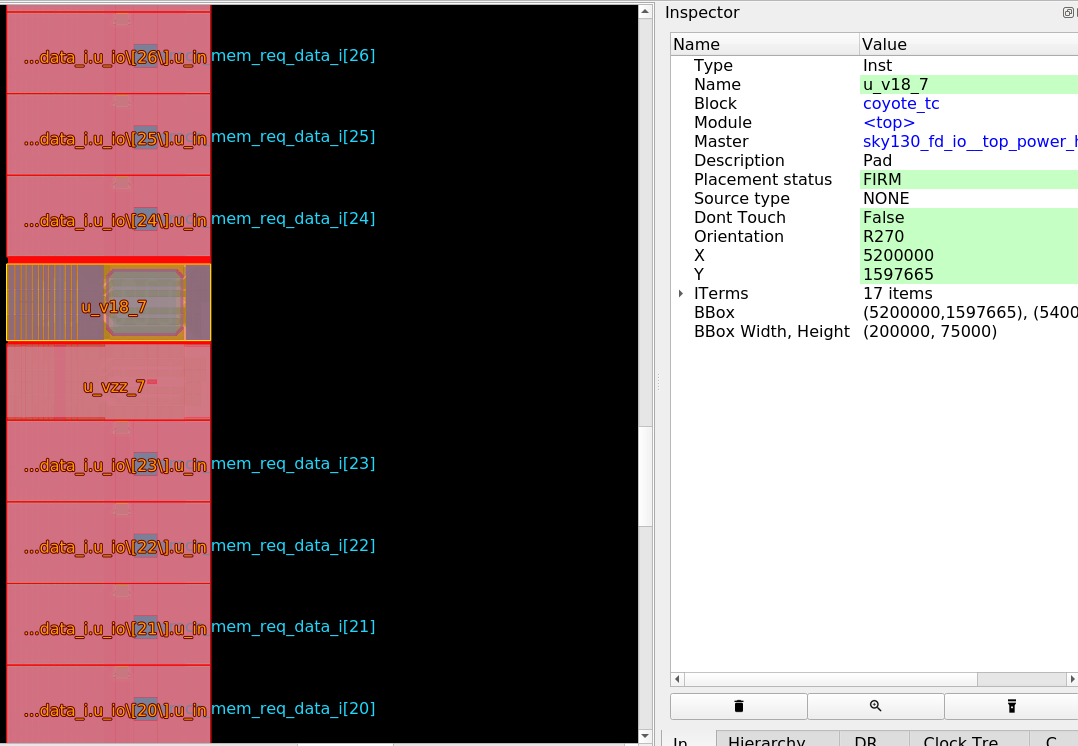 ...data_i.u_io\[26\].u_in mem_req_data_i[26]
...data_i.u_io\[25\].u_in mem_req_data_i[25]
...data_i.u_io\[24\].u_in mem_req_data_i[24]
u_v18_7
u_vzz_7
...data_i.u_io\[23\].u_in mem_req_data_i[23]
...data_i.u_io\[22\].u_in mem_req_data_i[22]
...data_i.u_io\[21\].u_in mem_req_data_i[21]
...data_i.u_io\[20\].u_in mem_req_data_i[20]
Inspector
Name Value
Type Inst
Name u_v18_7
Block coyote_tc
Module <top>
Master sky130_fd_io__top_power_h
Description Pad
Placement status FIRM
Source type NONE
Dont Touch False
Orientation R270
X 5200000
Y 1597665
ITerms 17 items
BBox (5200000,1597665), (5400
BBox Width, Height (200000, 75000)
In Hierarchy DR Clock Tre C